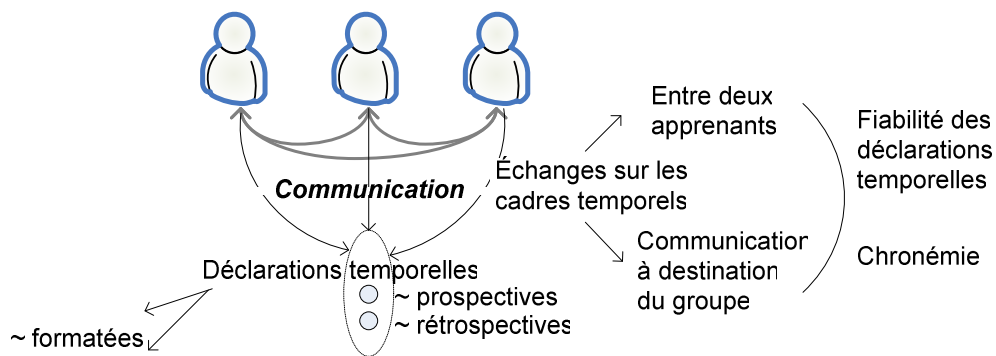 Communication
Échanges sur les
cadres temporels
Entre deux
apprenants
Communication
à destination
du groupe
Fiabilité des
déclarations
temporelles
Chronémie
Déclarations temporelles
~ prospectives
~ rétrospectives
~ formatées